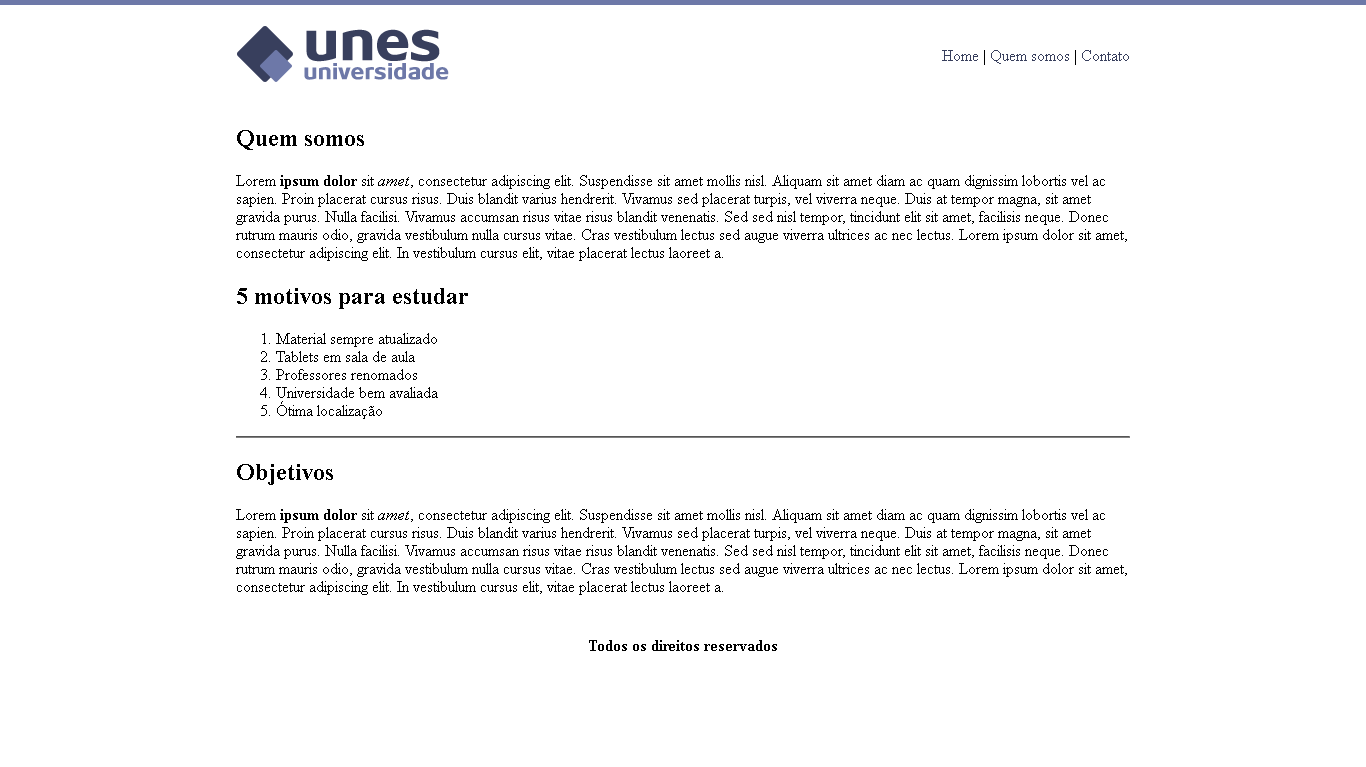 unes
universidade
Home | Quem somos | Contato
Quem somos
Lorem ipsum dolor sit amet, consectetur adipiscing elit. Suspendisse sit amet mollis nisl. Aliquam sit amet diam ac quam dignissim lobortis vel ac
sapien. Proin placerat cursus risus. Duis blandit varius hendrerit. Vivamus sed placerat turpis, vel viverra neque. Duis at tempor magna, sit amet
gravida purus. Nulla facilisi. Vivamus accumsan risus vitae risus blandit venenatis. Sed sed nisl tempor, tincidunt elit sit amet, facilisis neque. Donec
rutrum mauris odio, gravida vestibulum nulla cursus vitae. Cras vestibulum lectus sed augue viverra ultrices ac nec lectus. Lorem ipsum dolor sit amet,
consectetur adipiscing elit. In vestibulum cursus elit, vitae placerat lectus laoreet a.
5 motivos para estudar
1. Material sempre atualizado
2. Tablets em sala de aula
3. Professores renomados
4. Universidade bem avaliada
5. Ótima localização
Objetivos
Lorem ipsum dolor sit amet, consectetur adipiscing elit. Suspendisse sit amet mollis nisl. Aliquam sit amet diam ac quam dignissim lobortis vel ac
sapien. Proin placerat cursus risus. Duis blandit varius hendrerit. Vivamus sed placerat turpis, vel viverra neque. Duis at tempor magna, sit amet
gravida purus. Nulla facilisi. Vivamus accumsan risus vitae risus blandit venenatis. Sed sed nisl tempor, tincidunt elit sit amet, facilisis neque. Donec
rutrum mauris odio, gravida vestibulum nulla cursus vitae. Cras vestibulum lectus sed augue viverra ultrices ac nec lectus. Lorem ipsum dolor sit amet,
consectetur adipiscing elit. In vestibulum cursus elit, vitae placerat lectus laoreet a.
Todos os direitos reservados